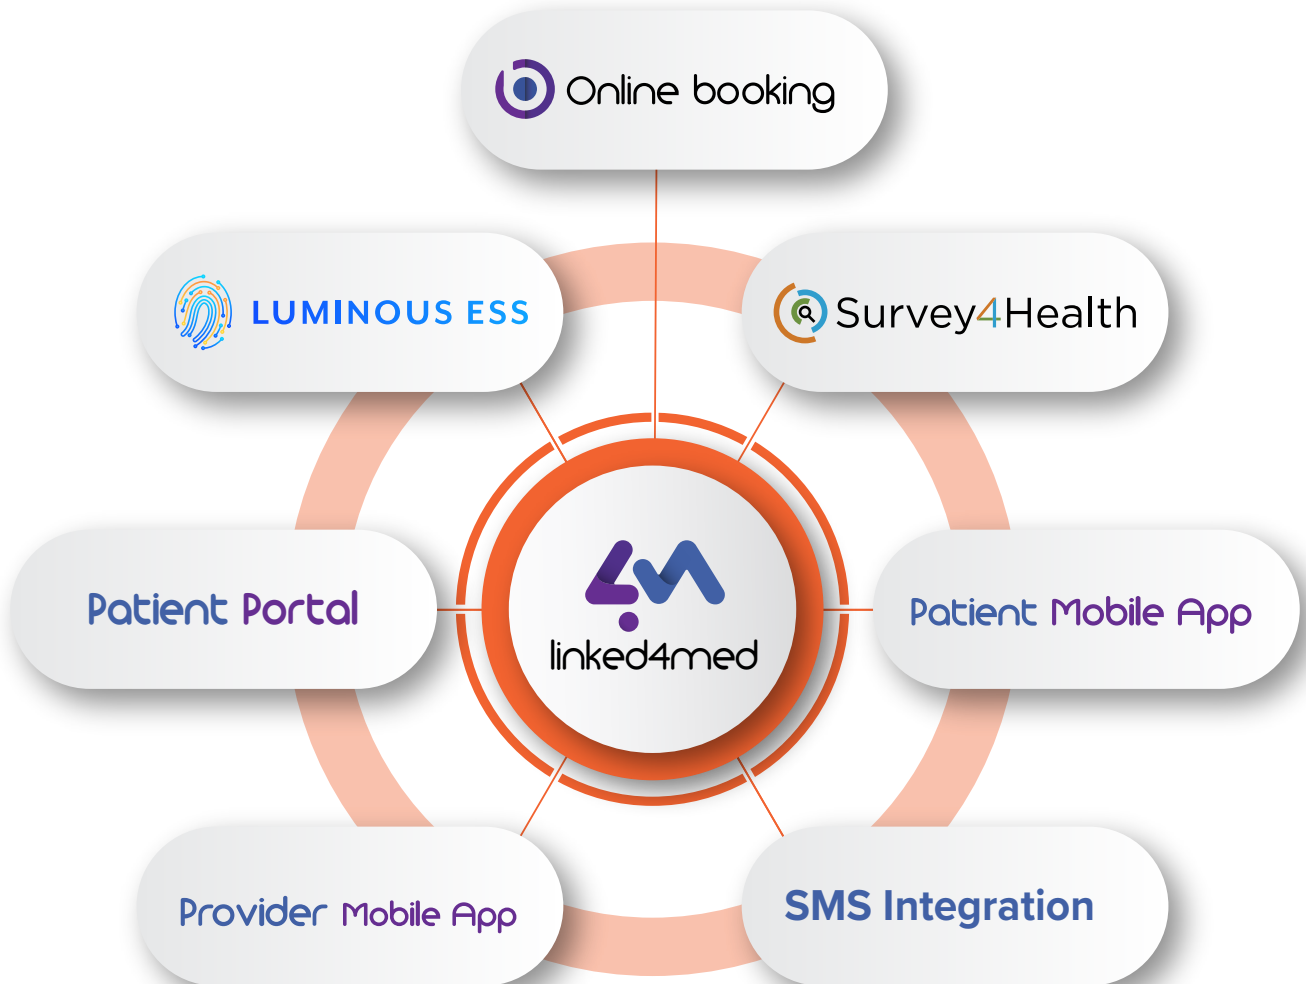 Online booking
LUMINOUS ESS
Survey4Health
Patient Portal
linked4med
Patient Mobile App
Provider Mobile App
SMS Integration